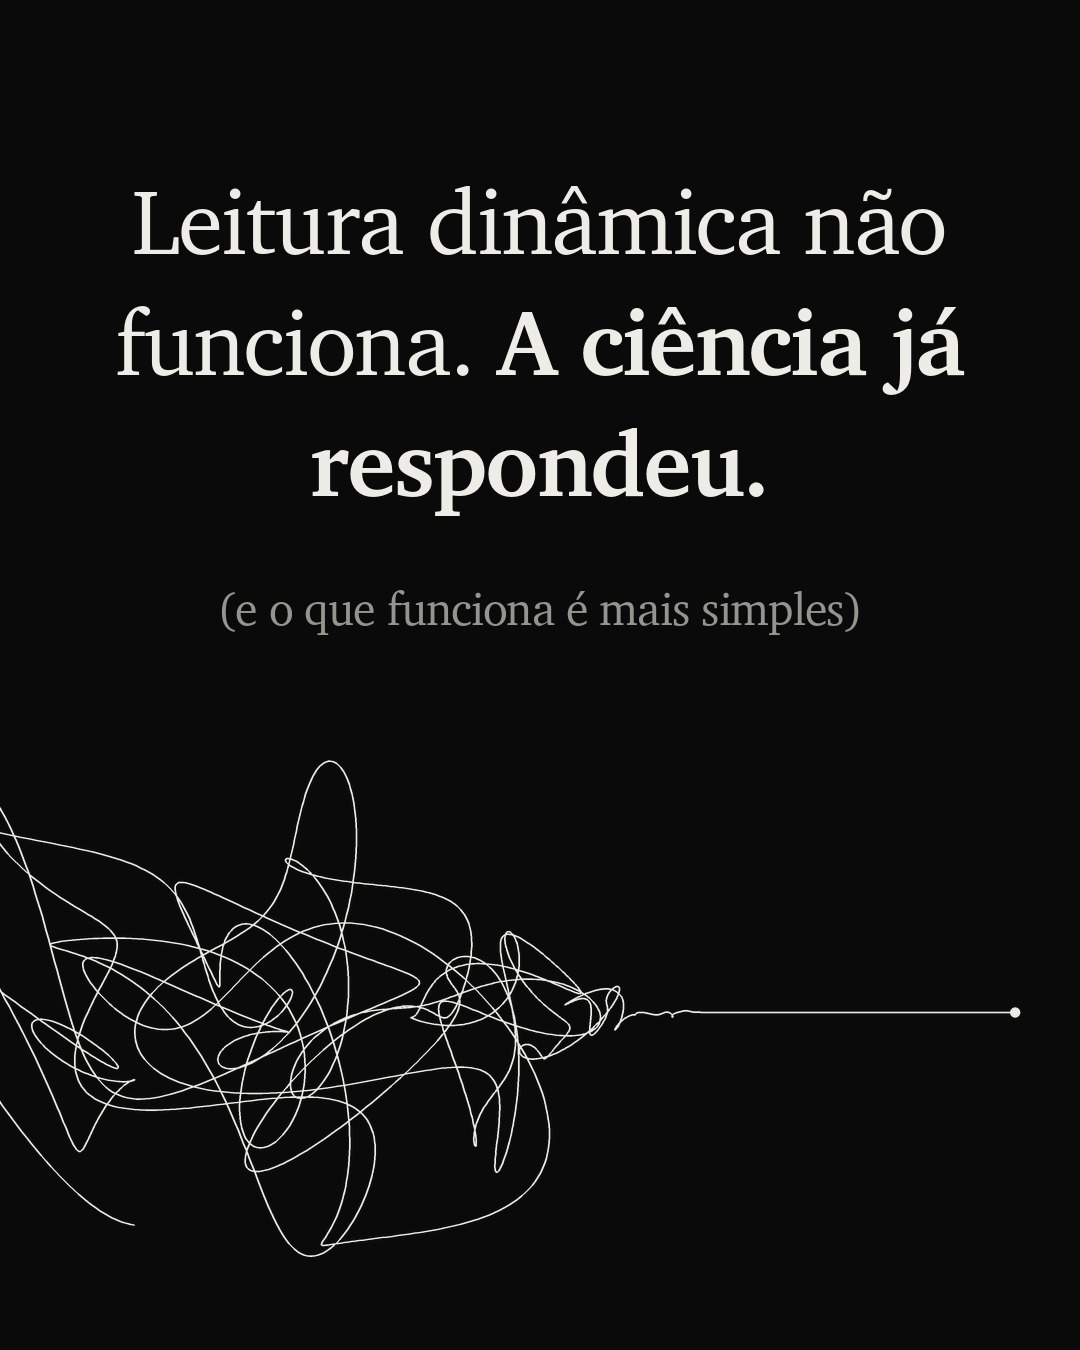 Leitura dinâmica não
funciona. A ciência já
respondeu.
(e o que funciona é mais simples)